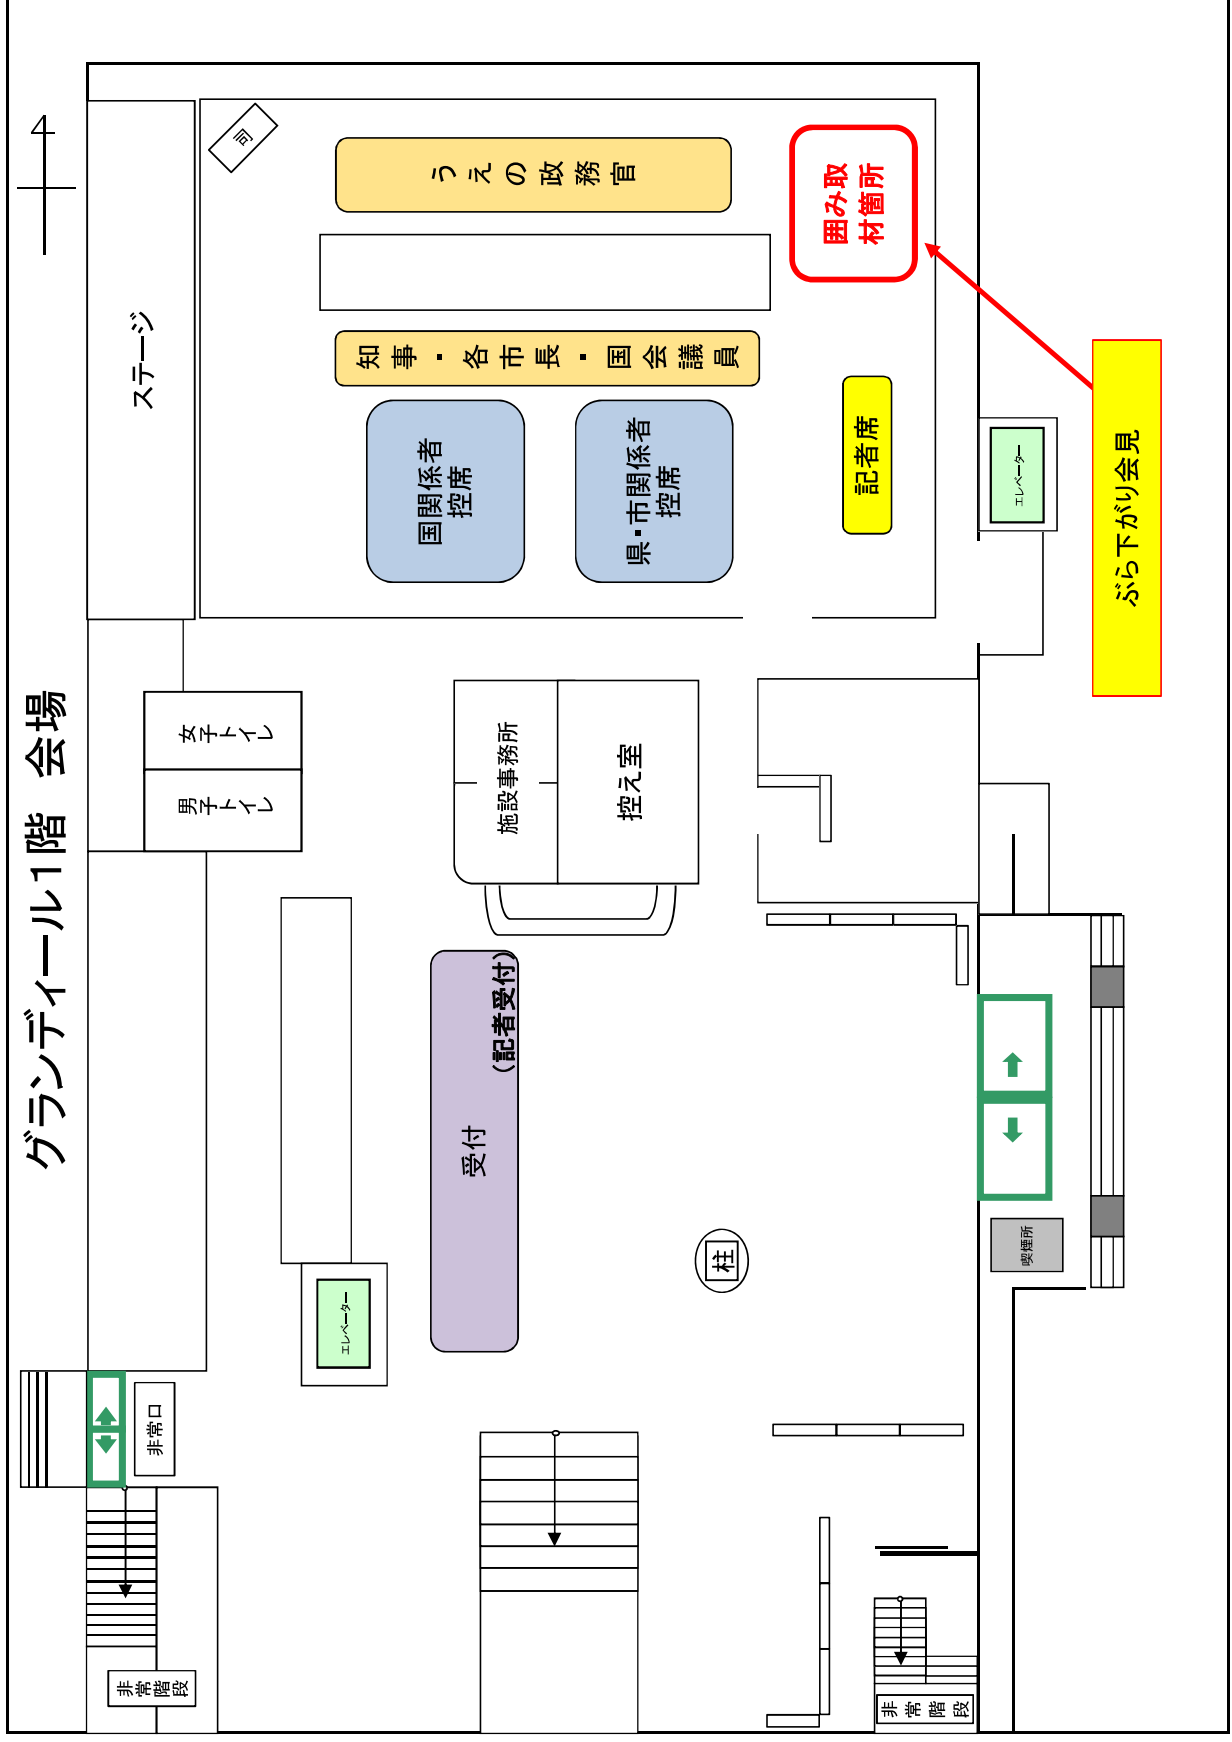 グランディール１階　会場
ステージ
司
うえの政務官
囲み取
材箇所
知事・各市長・国会議員
国関係者
控席
県・市関係者
控席
記者席
エレベーター
ぶら下がり会見
女
子トイレ
男
子トイレ
施設事務所
控え室
受付
（記者受付）
柱
喫煙所
エレベーター
非常口
非常階段
非常階段